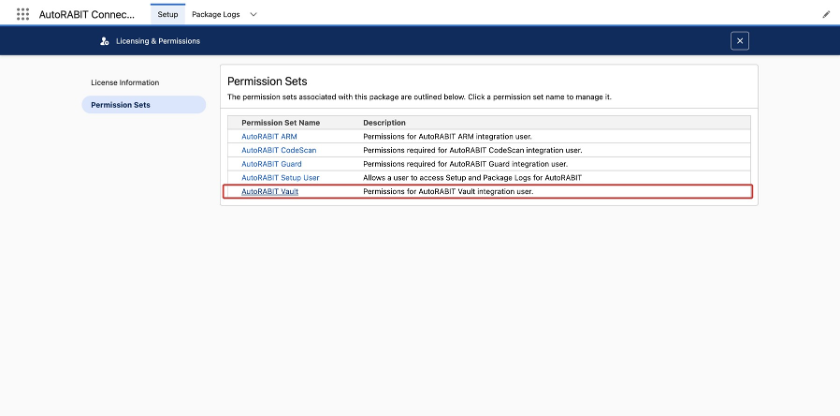 AutoRABIT Connec... Setup Package Logs
Licensing & Permissions
License Information
Permission Sets
Permission Sets
The permission sets associated with this package are outlined below. Click a permission set name to manage it.
Permission Set Name Description
AutoRABIT ARM Permissions for AutoRABIT ARM integration user.
AutoRABIT CodeScan Permissions required for AutoRABIT CodeScan integration user.
AutoRABIT Guard Permissions required for AutoRABIT Guard integration user.
AutoRABIT Setup User Allows a user to access Setup and Package Logs for AutoRABIT
AutoRABIT Vault Permissions for AutoRABIT Vault integration user.